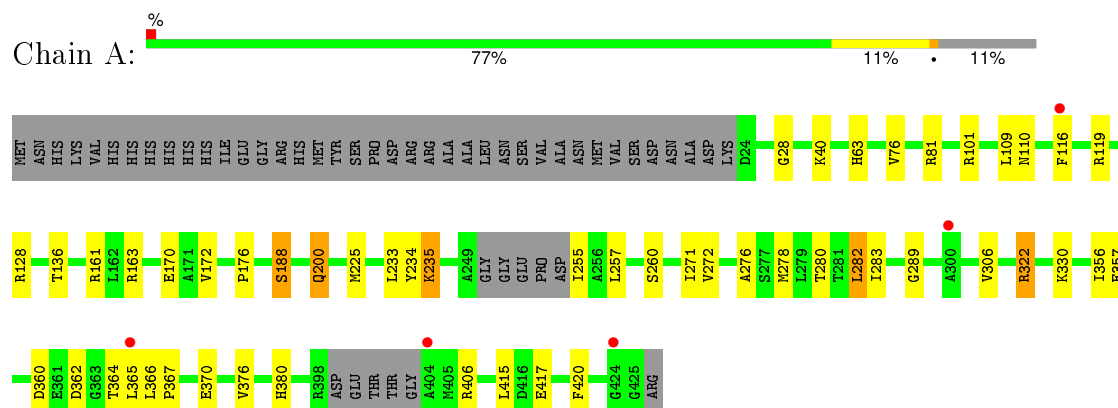 %
Chain A:
77% 11% • 11%
MET ASN HIS LYS VAL HIS HIS HIS HIS HIS HIS ILE GLU GLY ARG HIS MET TYR SER PRO ASP ARG ARG ALA ALA LEU ASN SER VAL ALA ASN MET VAL SER ASP ASN ALA ASP LYS D24 G28 K40 H63 V76 R81 R101 L109 N110 F116 R119
R128 T136 R161 L162 R163 E170 A171 V172 P176 S188 Q200 M225 L233 Y234 K235 A249 GLY GLY GLU PRO ASP I255 A256 L257 S260 I271 V272 A276 S277 M278 L279 T280 T281 L282 I283 G289 A300 V306 R322 K330 I356
D360 E361 D362 G363 T364 L365 L366 P367 E370 V376 H380 R398 ASP GLU THR THR GLY A404 M405 R406 L415 D416 E417 F420 G424 G425 ARG